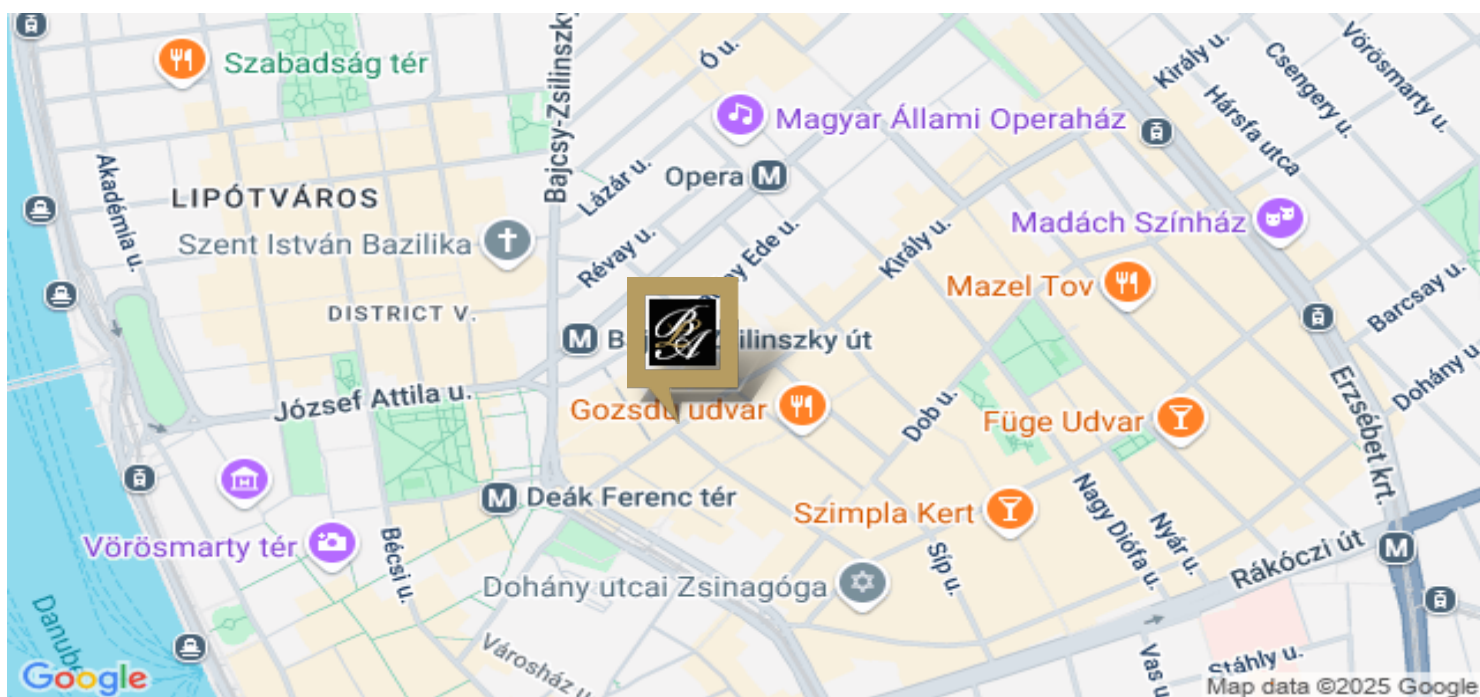 Szabadság tér
Bajcsy-Zsilinszky
Ó u.
Király u.
Csengery u.
Vörösmarty u.
Magyar Állami Operaház
Hársfa utca
Akadémia u.
LIPÓTVÁROS
Lázár u.
Opera M
Madách Színház
Szent István Bazilika
Révay u.
ay Ede u.
Király u.
Mazel Tov
Barcsay u.
DISTRICT V.
M
ilinszky út
József Attila u.
Gozsdu udvar
Dob u.
Füge Udvar
Erzsébet krt.
Dohány u.
M Deák Ferenc tér
Szimpla Kert
Nagy Diófa u.
Nyár u.
Vörösmarty tér
Bécsi u.
Síp u.
Rákóczi út
M
Dohány utcai Zsinagóga
Danube
Városház u.
Vas u
Stáhly u.
Google
Map data ©2025 Google